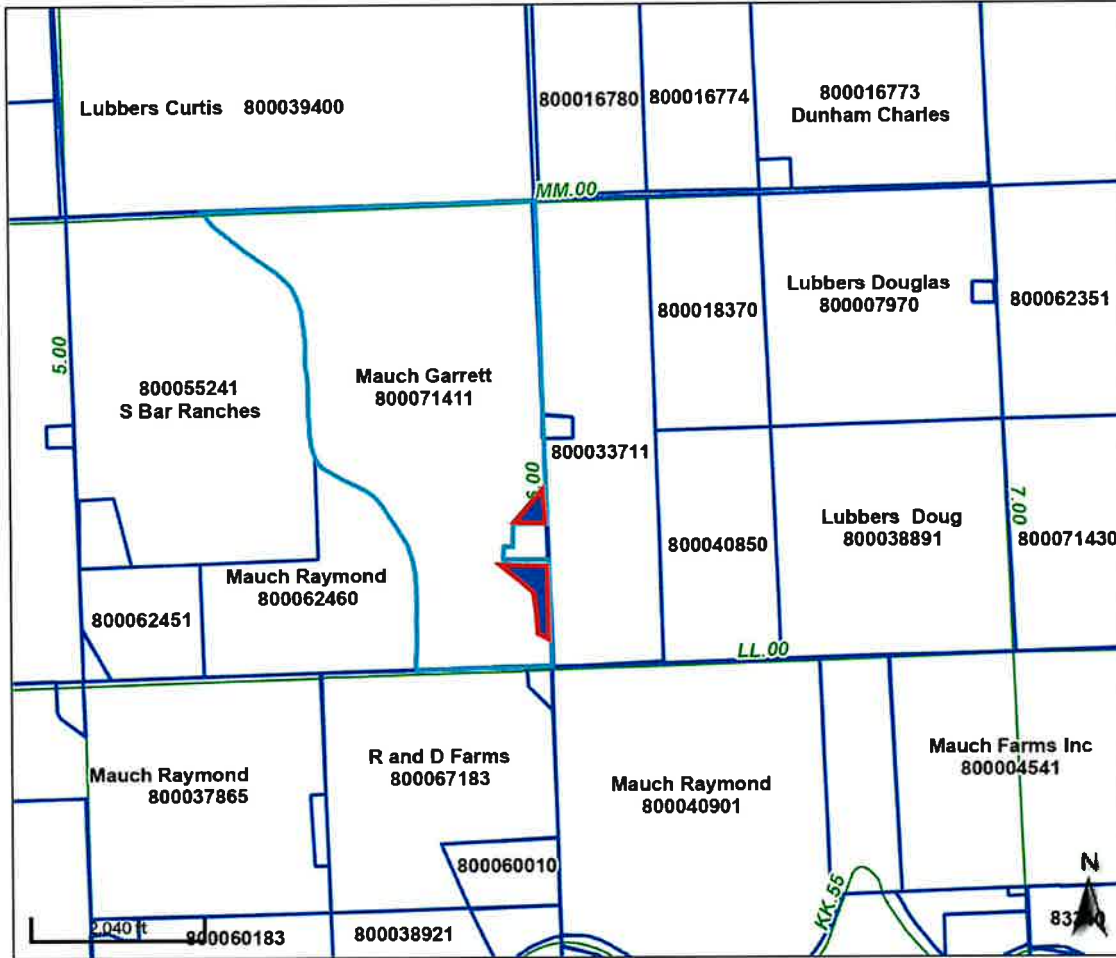 Lubbers Curtis 800039400
800016780
800016774
800016773
Dunham Charles
MM.00
5.00
800055241
S Bar Ranches
Mauch Garrett
800071411
6.00
800033711
800018370
Lubbers Douglas
800007970
800062351
800040850
Lubbers Doug
800038891
7.00
800071430
Mauch Raymond
800062460
800062451
LL.00
Mauch Raymond
800037865
R and D Farms
800067183
Mauch Raymond
800040901
Mauch Farms Inc
800004541
800060010
KK.55
N
2,040 ft
800060183
800038921